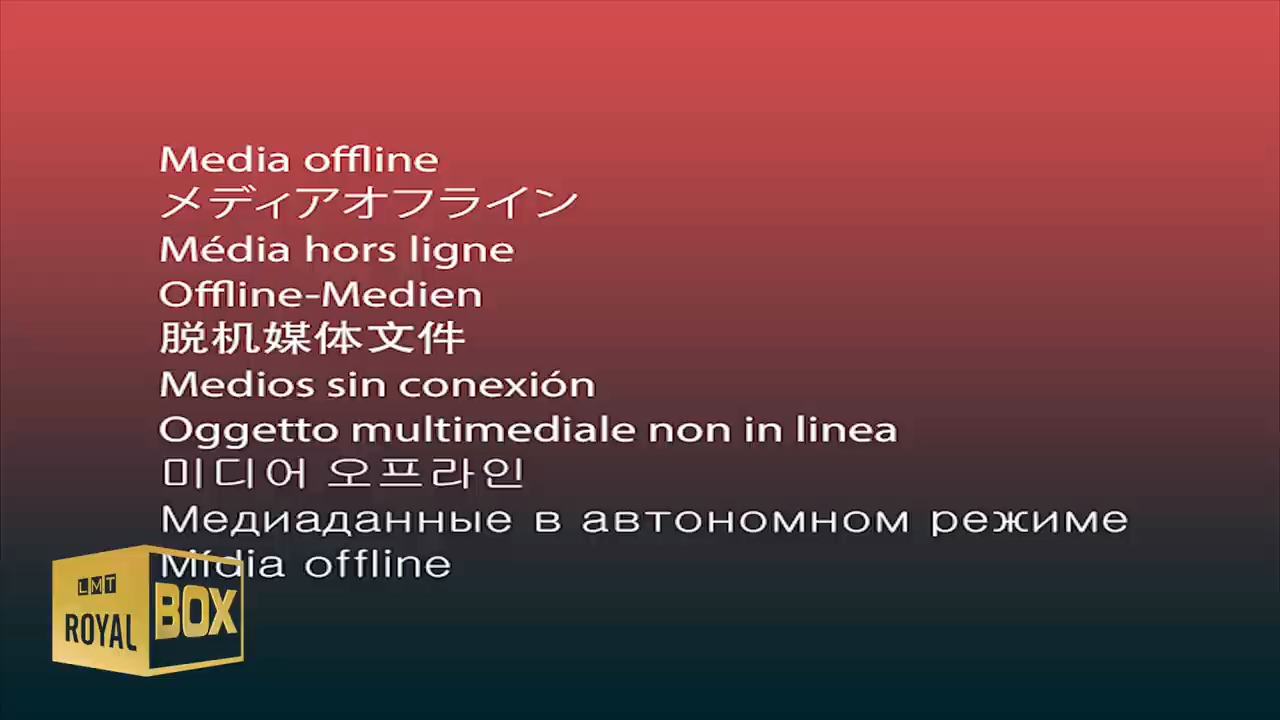 Media offline
メディアオフライン
Média hors ligne
Offline-Medien
脱机媒体文件
Medios sin conexión
Oggetto multimediale non in linea
미디어 오프라인
Медиаданные в автономном режиме
Mídia offline
LMT
ROYAL BOX